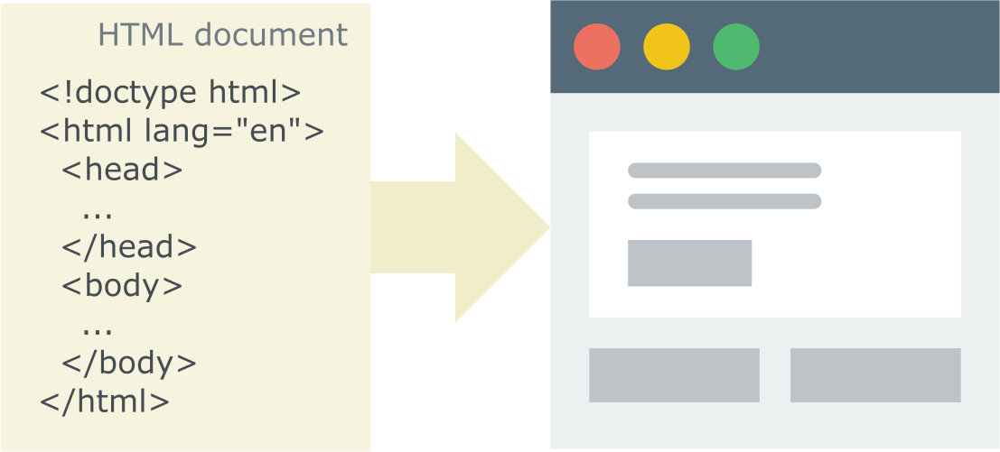 HTML document
<!doctype html>
<html lang="en">
<head>
...
</head>
<body>
...
</body>
</html>